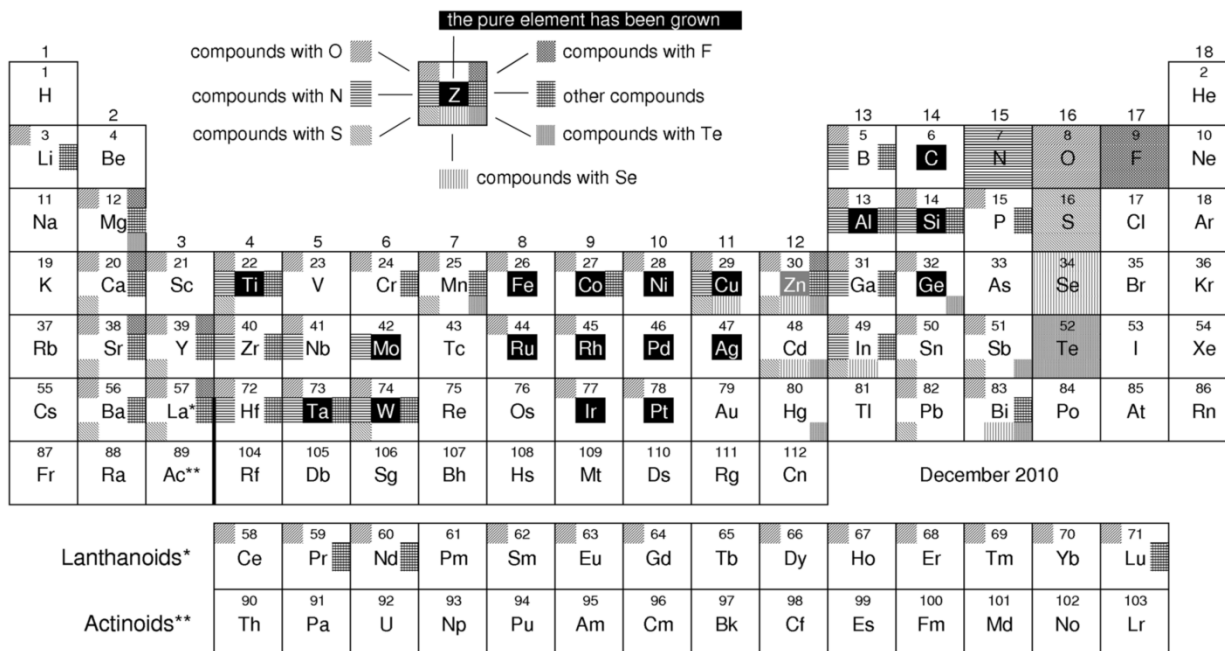 the pure element has been grown
compounds with O
compounds with F
compounds with N
Z
other compounds
compounds with S
compounds with Te
compounds with Se
1 18
1 2
H He
2 13 14 15 16 17
3 4 5 6 7 8 9 10
Li Be B C N O F Ne
11 12 13 14 15 16 17 18
Na Mg Al Si P S Cl Ar
3 4 5 6 7 8 9 10 11 12
19 20 21 22 23 24 25 26 27 28 29 30 31 32 33 34 35 36
K Ca Sc Ti V Cr Mn Fe Co Ni Cu Zn Ga Ge As Se Br Kr
37 38 39 40 41 42 43 44 45 46 47 48 49 50 51 52 53 54
Rb Sr Y Zr Nb Mo Tc Ru Rh Pd Ag Cd In Sn Sb Te I Xe
55 56 57 72 73 74 75 76 77 78 79 80 81 82 83 84 85 86
Cs Ba La* Hf Ta W Re Os Ir Pt Au Hg Tl Pb Bi Po At Rn
87 88 89 104 105 106 107 108 109 110 111 112
Fr Ra Ac** Rf Db Sg Bh Hs Mt Ds Rg Cn
December 2010
58 59 60 61 62 63 64 65 66 67 68 69 70 71
Lanthanoids* Ce Pr Nd Pm Sm Eu Gd Tb Dy Ho Er Tm Yb Lu
90 91 92 93 94 95 96 97 98 99 100 101 102 103
Actinoids** Th Pa U Np Pu Am Cm Bk Cf Es Fm Md No Lr